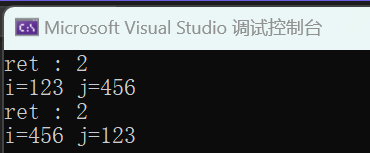 Microsoft Visual Studio 调试控制台
ret : 2
i=123 j=456
ret : 2
i=456 j=123